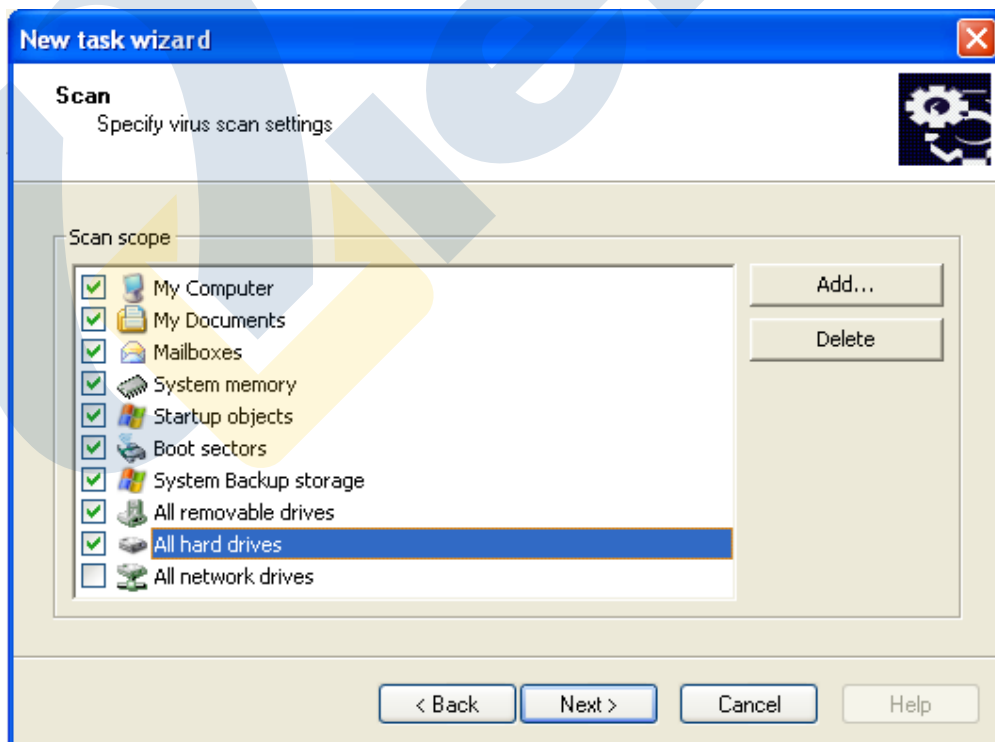 New task wizard
Scan
Specify virus scan settings
Scan scope
My Computer
My Documents
Mailboxes
System memory
Startup objects
Boot sectors
System Backup storage
All removable drives
All hard drives
All network drives
Add...
Delete
< Back
Next >
Cancel
Help